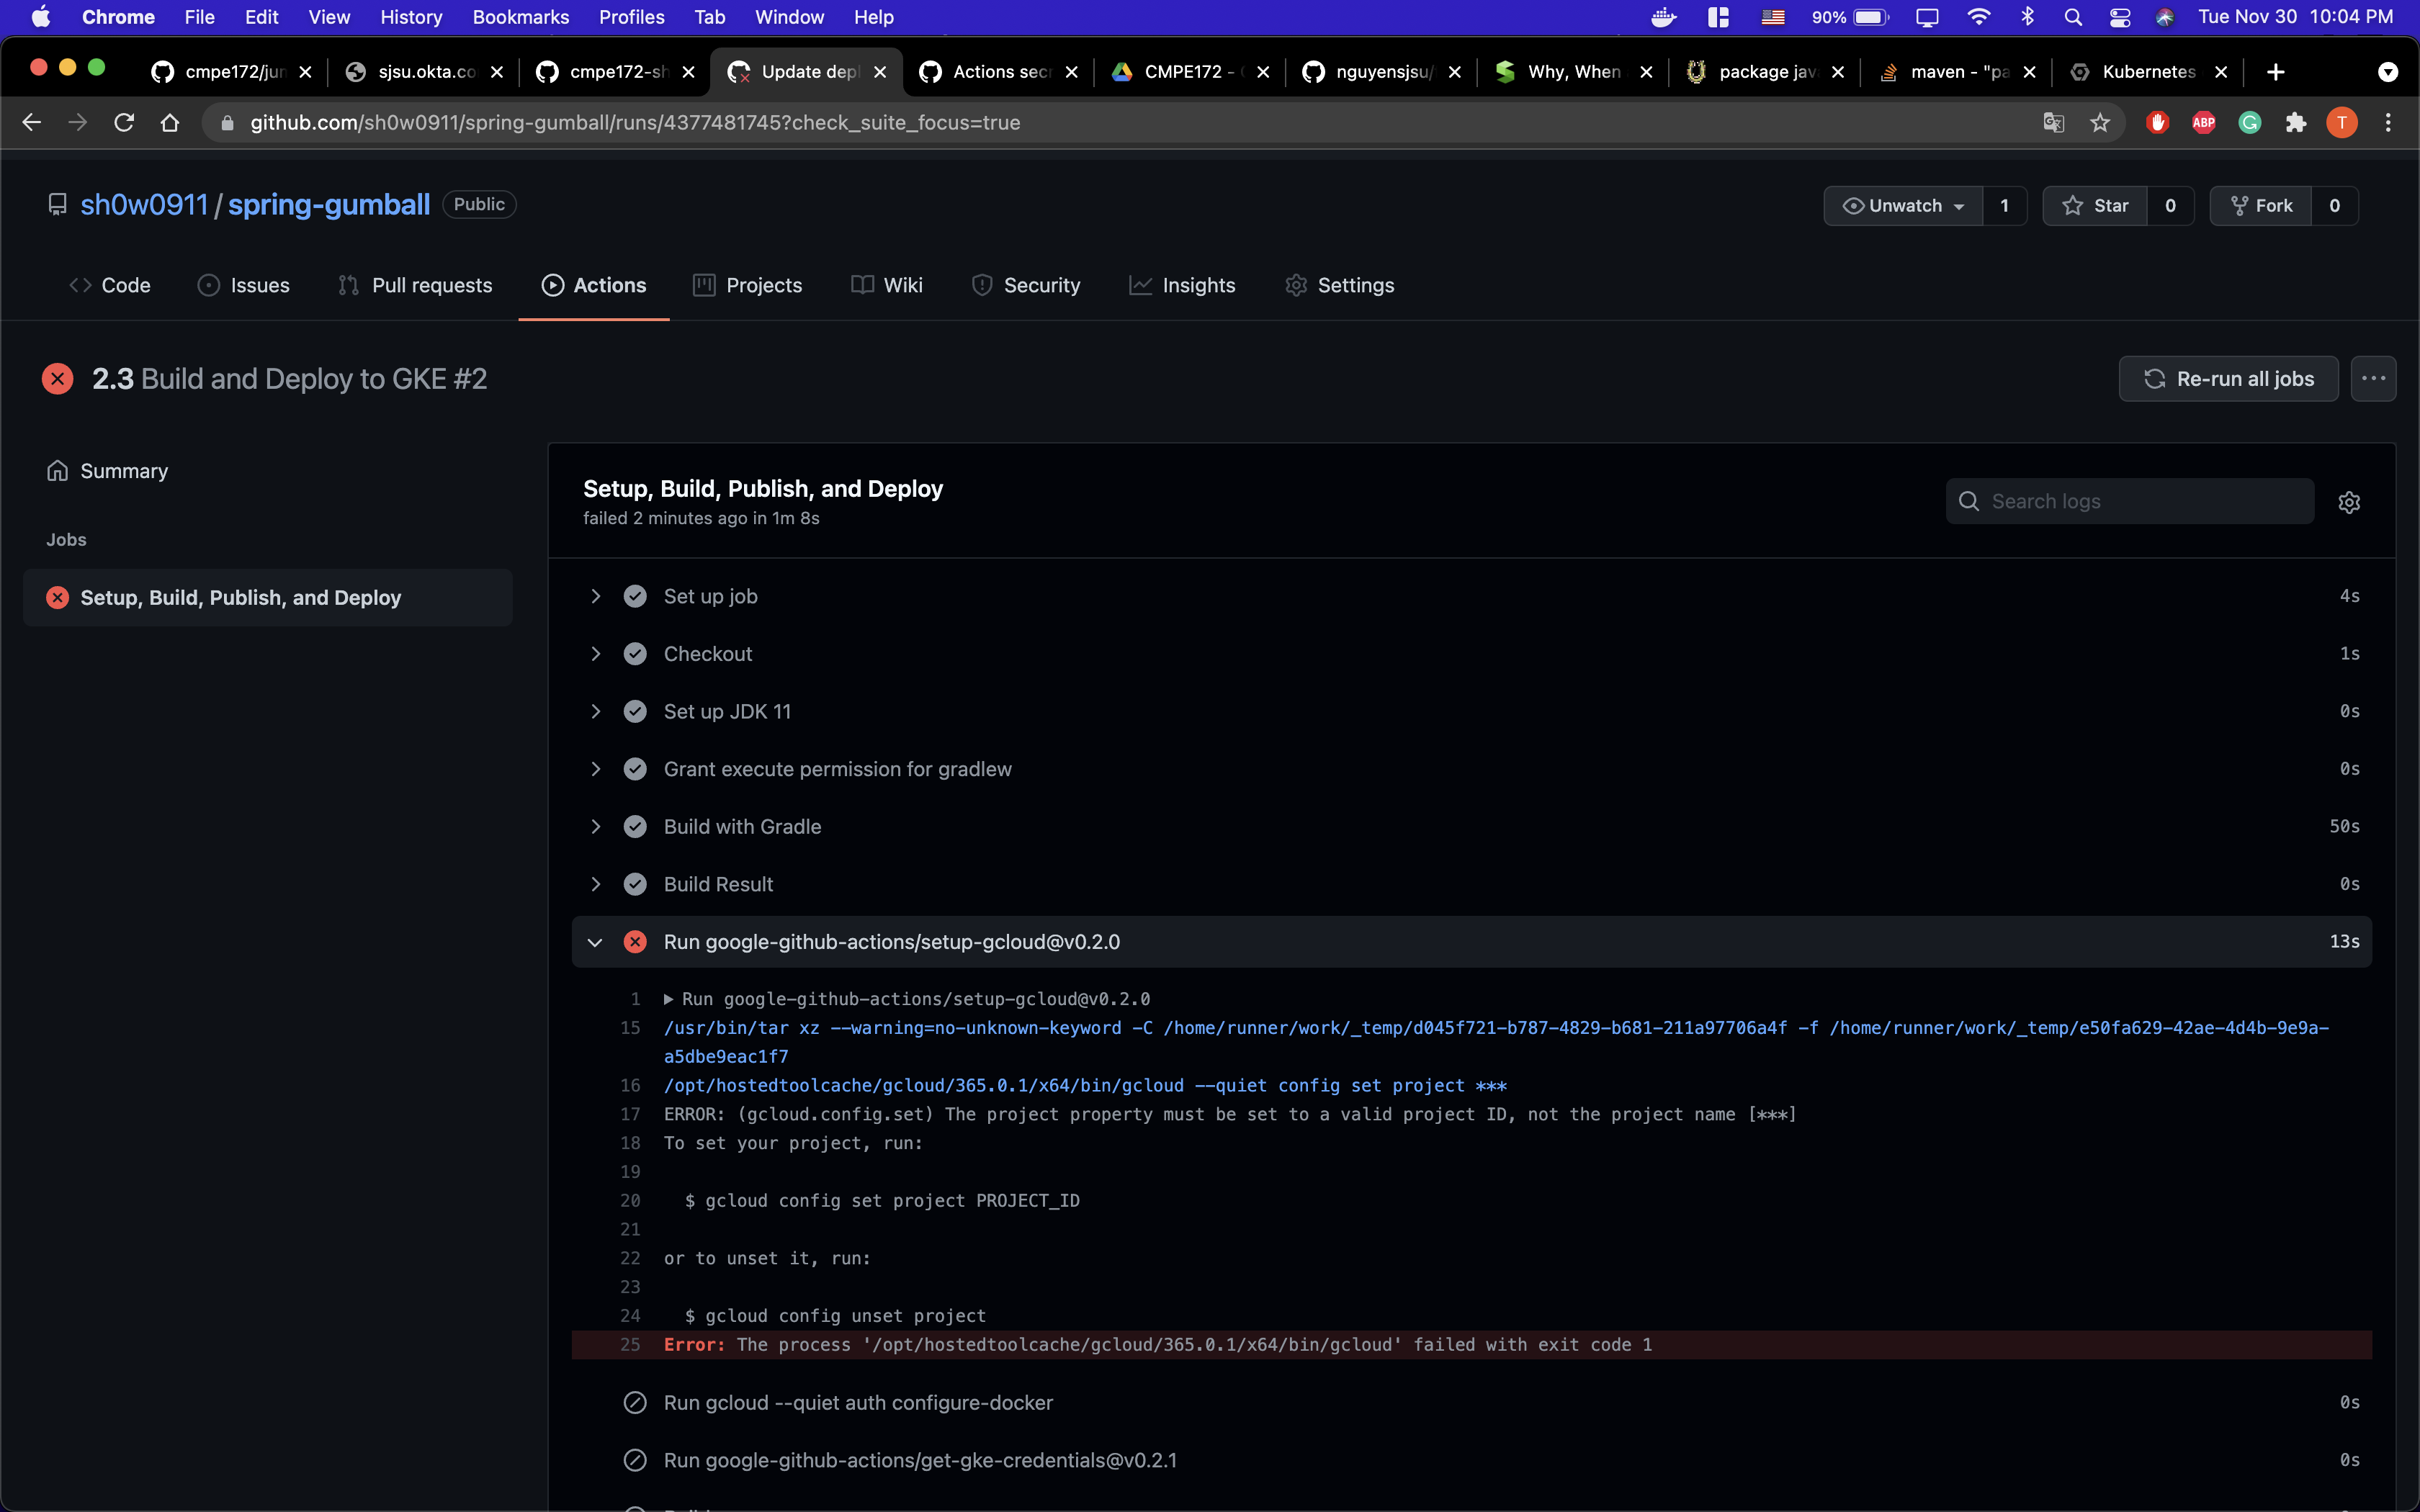 Chrome File Edit View History Bookmarks Profiles Tab Window Help 90% Tue Nov 30 10:04 PM
cmpe172/jun sjsu.okta.co cmpe172-sh Update depl Actions secr CMPE172 - nguyensjsu/ Why, When package jav maven - "pa Kubernetes
github.com/sh0w0911/spring-gumball/runs/4377481745?check_suite_focus=true ABP G T
sh0w0911/spring-gumball Public Unwatch 1 Star 0 Fork 0
Code Issues Pull requests Actions Projects Wiki Security Insights Settings
2.3 Build and Deploy to GKE #2 Re-run all jobs
Summary
Jobs
Setup, Build, Publish, and Deploy
Setup, Build, Publish, and Deploy
failed 2 minutes ago in 1m 8s
Search logs
Set up job 4s
Checkout 1s
Set up JDK 11 0s
Grant execute permission for gradlew 0s
Build with Gradle 50s
Build Result 0s
Run google-github-actions/setup-gcloud@v0.2.0 13s
1 ▶ Run google-github-actions/setup-gcloud@v0.2.0
15 /usr/bin/tar xz --warning=no-unknown-keyword -C /home/runner/work/_temp/d045f721-b787-4829-b681-211a97706a4f -f /home/runner/work/_temp/e50fa629-42ae-4d4b-9e9a-
a5dbe9eac1f7
16 /opt/hostedtoolcache/gcloud/365.0.1/x64/bin/gcloud --quiet config set project ***
17 ERROR: (gcloud.config.set) The project property must be set to a valid project ID, not the project name [***]
18 To set your project, run:
19
20 $ gcloud config set project PROJECT_ID
21
22 or to unset it, run:
23
24 $ gcloud config unset project
25 Error: The process '/opt/hostedtoolcache/gcloud/365.0.1/x64/bin/gcloud' failed with exit code 1
Run gcloud --quiet auth configure-docker 0s
Run google-github-actions/get-gke-credentials@v0.2.1 0s